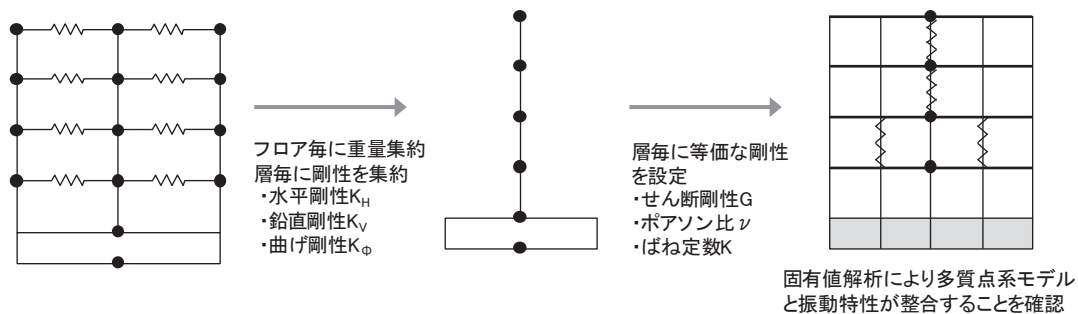 フロア毎に重量集約
層毎に剛性を集約
・水平剛性KH
・鉛直剛性KV
・曲げ剛性KΦ
層毎に等価な剛性
を設定
・せん断剛性G
・ポアソン比ν
・ばね定数K
固有値解析により多質点系モデル
と振動特性が整合することを確認